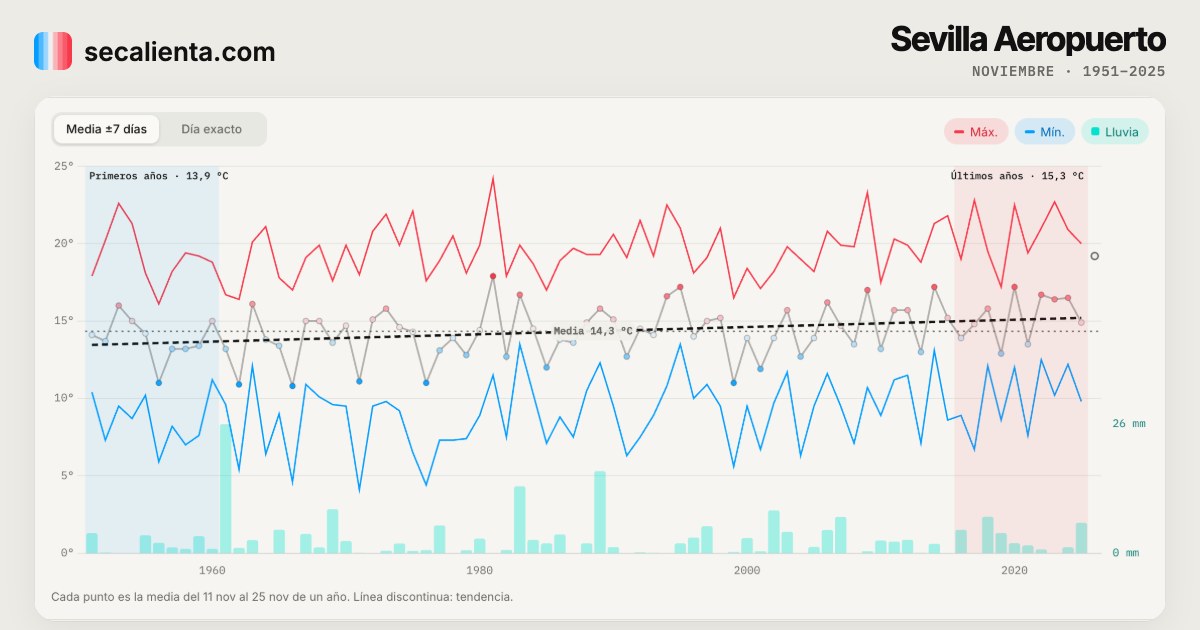 secalienta.com
Sevilla Aeropuerto
NOVIEMBRE · 1951–2025
Media ±7 días
Día exacto
Máx.
Mín.
Lluvia
25°
Primeros años · 13,9 °C
Últimos años · 15,3 °C
20°
15°
Media 14,3 °C
10°
26 mm
5°
0°
0 mm
1960
1980
2000
2020
Cada punto es la media del 11 nov al 25 nov de un año. Línea discontinua: tendencia.